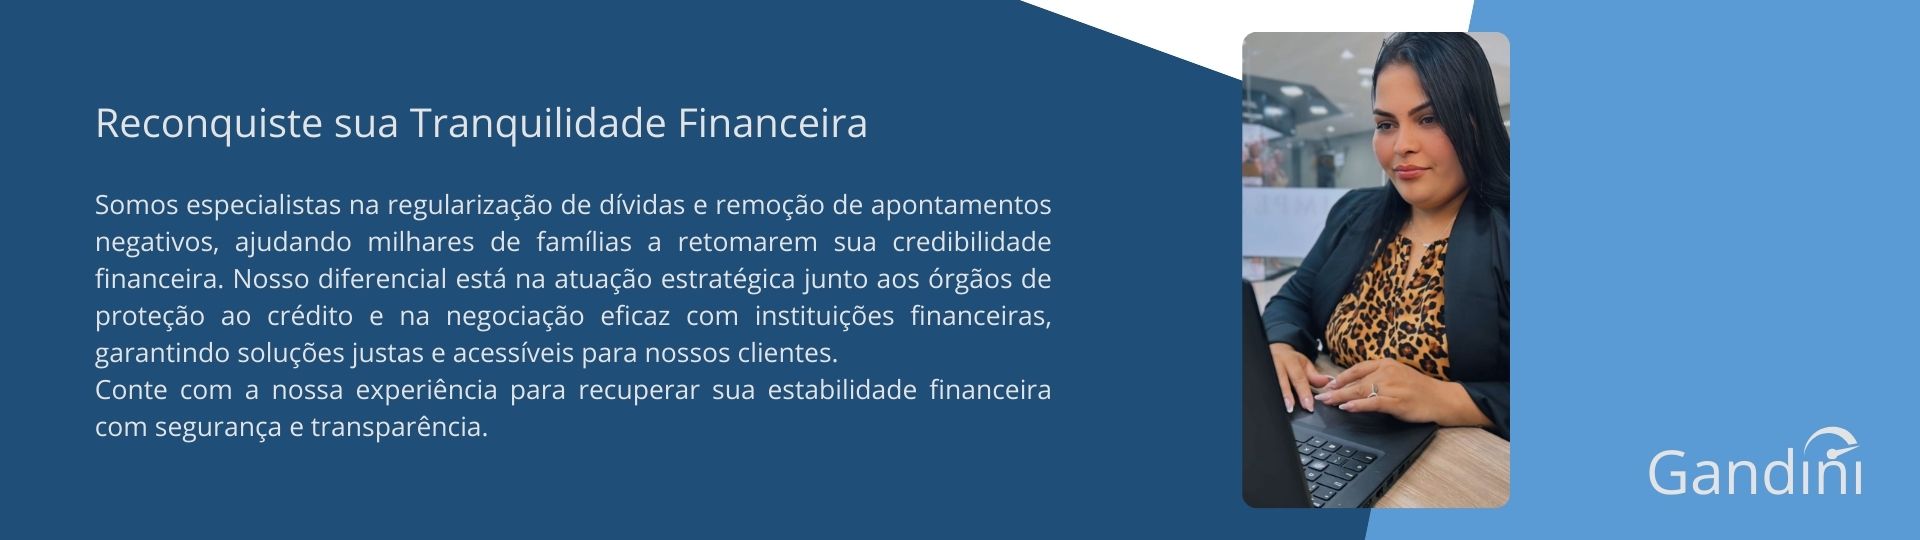 Reconquiste sua Tranquilidade Financeira
Somos especialistas na regularização de dívidas e remoção de apontamentos
negativos, ajudando milhares de famílias a retomarem sua credibilidade
financeira. Nosso diferencial está na atuação estratégica junto aos órgãos de
proteção ao crédito e na negociação eficaz com instituições financeiras,
garantindo soluções justas e acessíveis para nossos clientes.
Conte com a nossa experiência para recuperar sua estabilidade financeira
com segurança e transparência.
Gandini